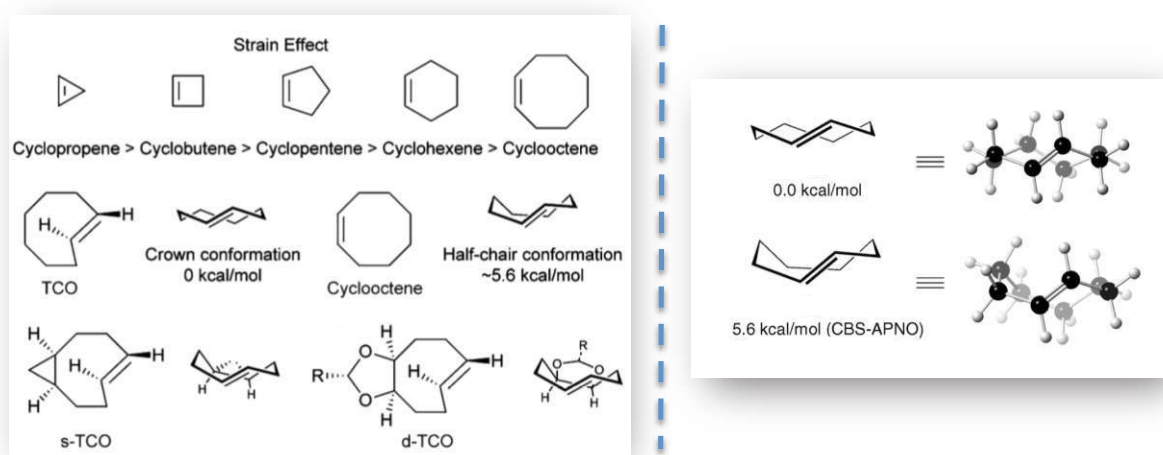 Strain Effect
Cyclopropene > Cyclobutene > Cyclopentene > Cyclohexene > Cyclooctene
H
H
TCO
Crown conformation
0 kcal/mol
Cyclooctene
Half-chair conformation
~5.6 kcal/mol
H
H
H
H
s-TCO
H
H
R
O
O
H
H
H
H
d-TCO
R
O
O
H
H
0.0 kcal/mol
5.6 kcal/mol (CBS-APNO)